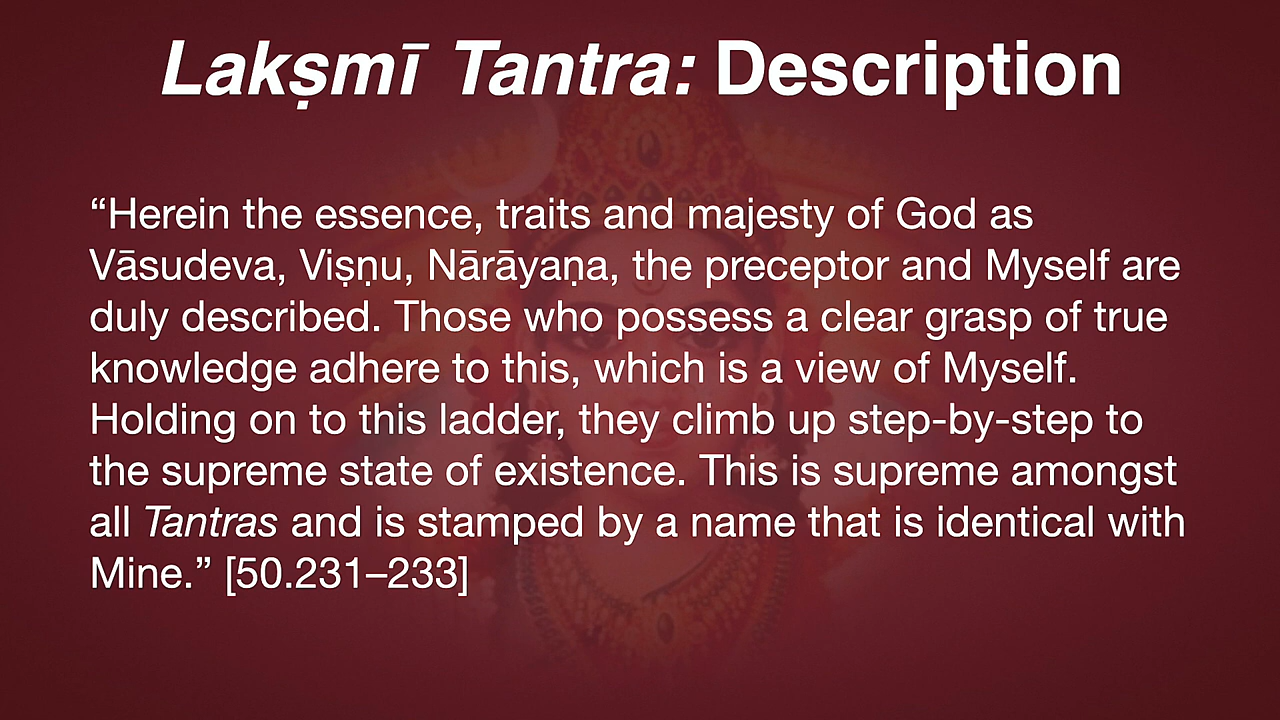 Lakṣmī Tantra: Description
“Herein the essence, traits and majesty of God as
Vāsudeva, Viṣṇu, Nārāyaṇa, the preceptor and Myself are
duly described. Those who possess a clear grasp of true
knowledge adhere to this, which is a view of Myself.
Holding on to this ladder, they climb up step-by-step to
the supreme state of existence. This is supreme amongst
all Tantras and is stamped by a name that is identical with
Mine.” [50.231–233]